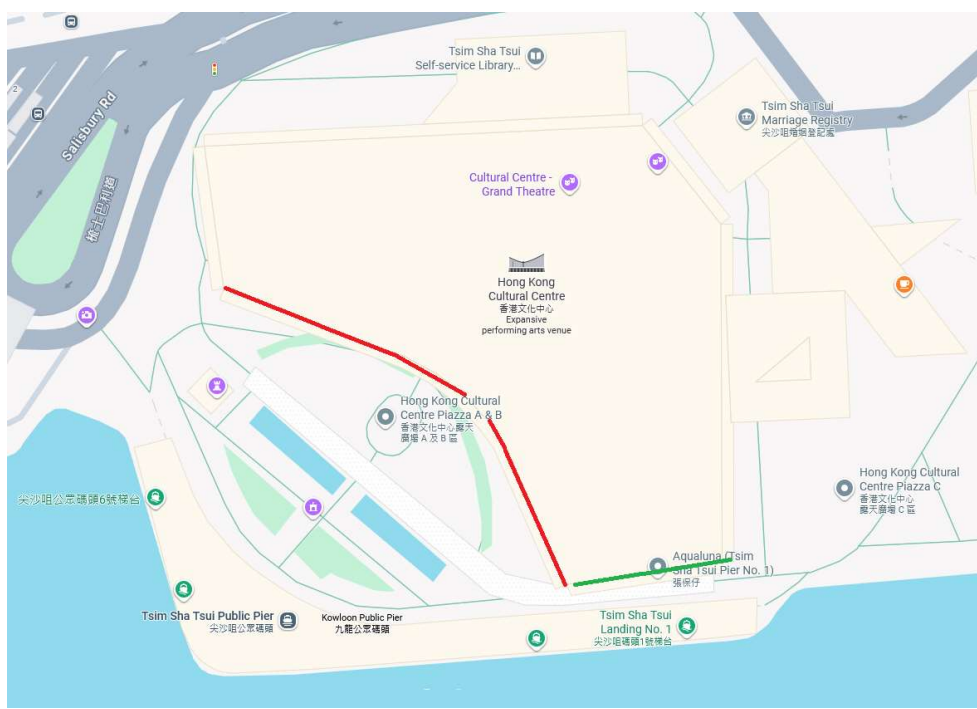 Tsim Sha Tsui
Self-service Library...
2
Salisbury Rd
梳士巴利道
Tsim Sha Tsui
Marriage Registry
尖沙咀婚姻登記處
Cultural Centre -
Grand Theatre
Hong Kong
Cultural Centre
香港文化中心
Expansive
performing arts venue
Hong Kong Cultural
Centre Piazza A & B
香港文化中心露天
廣場 A 及 B 區
Hong Kong Cultural
Centre Piazza C
香港文化中心
露天廣場 C 區
尖沙咀公眾碼頭6號梯台
Aqualuna (Tsim
Sha Tsui Pier No. 1)
張保仔
Tsim Sha Tsui Public Pier
尖沙咀公眾碼頭
Kowloon Public Pier
九龍公眾碼頭
Tsim Sha Tsui
Landing No. 1
尖沙咀碼頭1號梯台